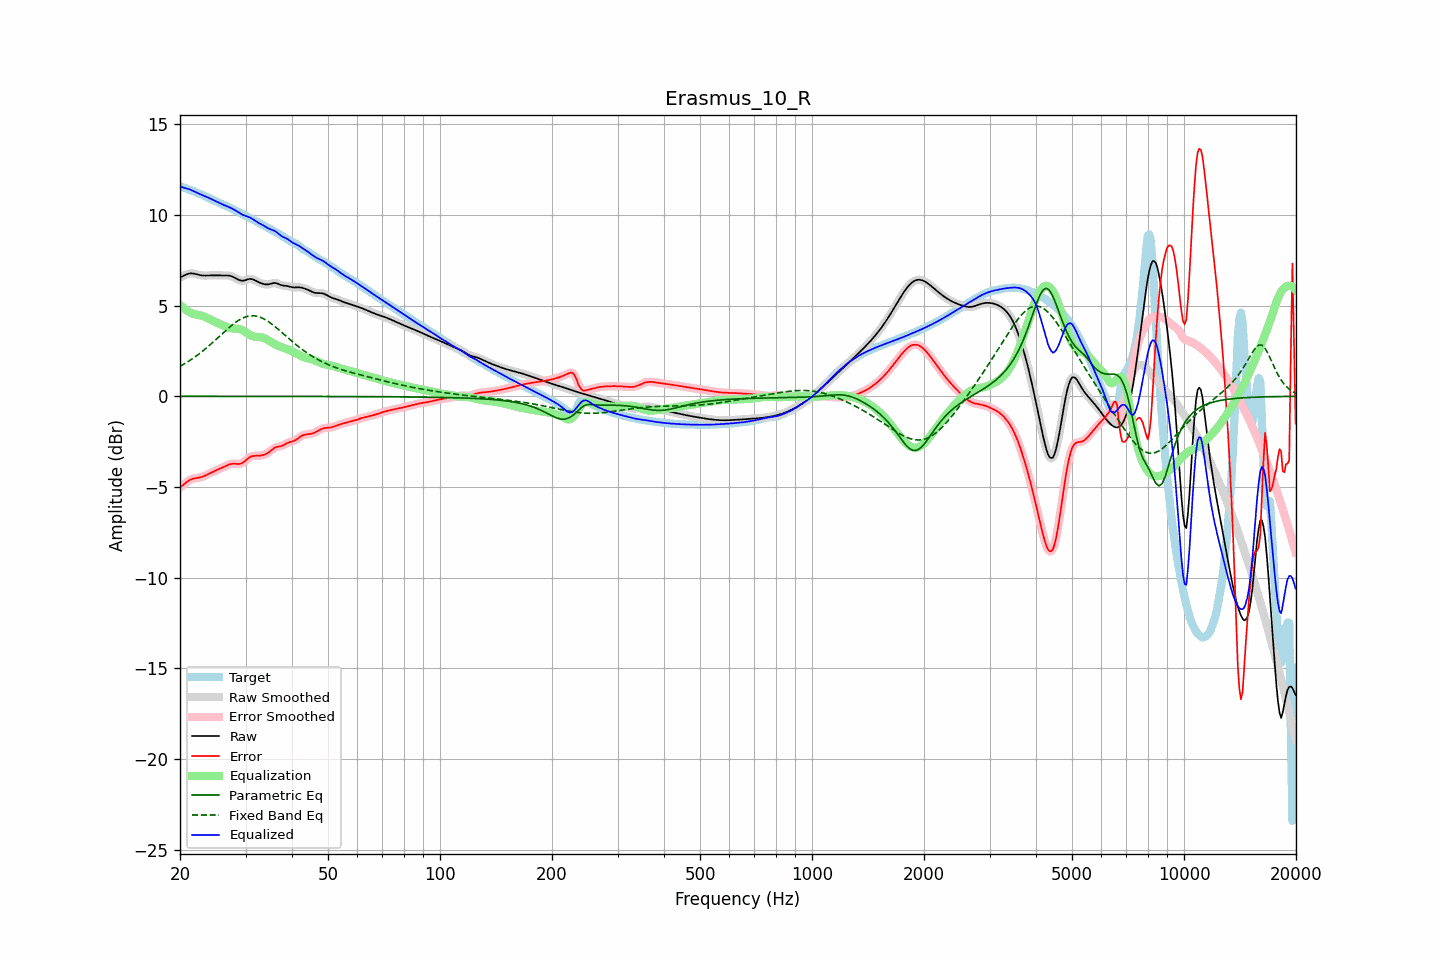 Erasmus_10_R
Amplitude (dBr)
15
10
5
0
−5
−10
−15
−20
−25
Target
Raw Smoothed
Error Smoothed
Raw
Error
Equalization
Parametric Eq
Fixed Band Eq
Equalized
20 50 100 200 500 1000 2000 5000 10000 20000
Frequency (Hz)